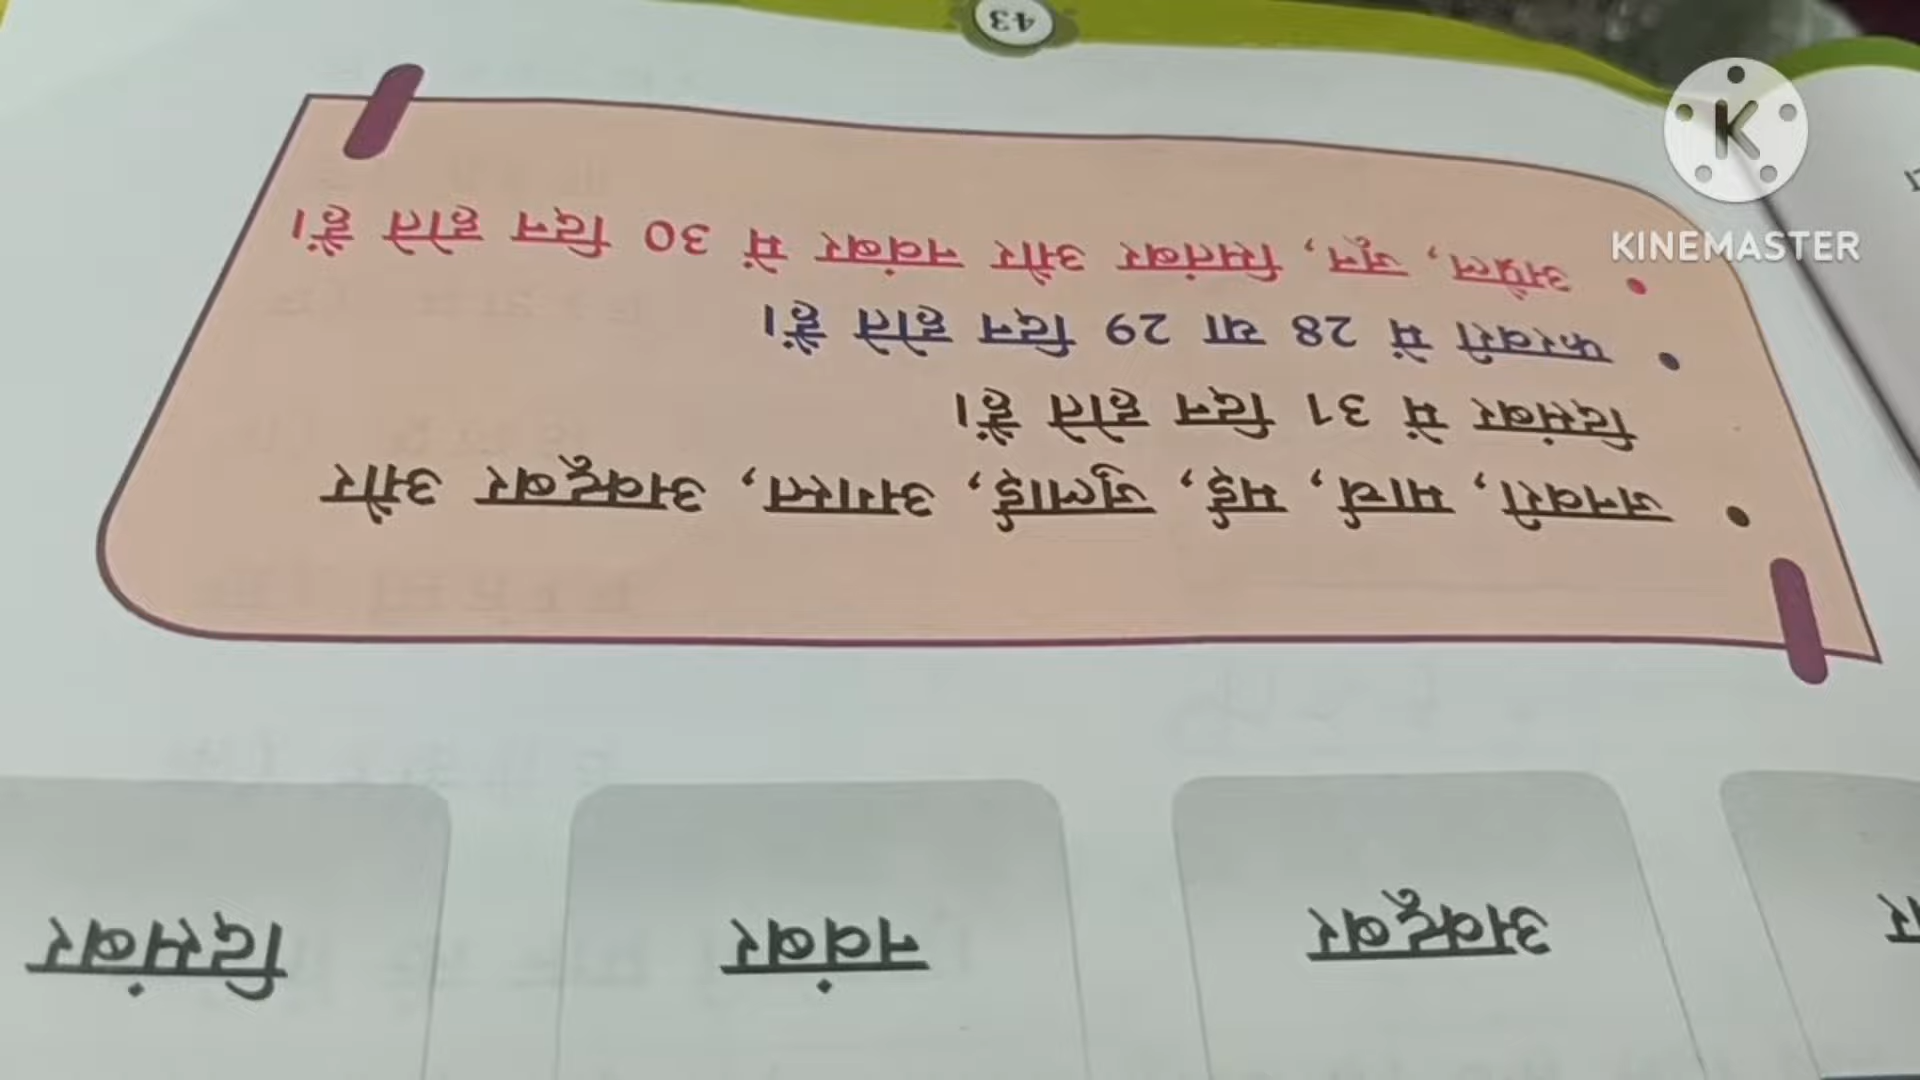 अक्टूबर
नवंबर
दिसंबर
• जनवरी, मार्च, मई, जुलाई, अगस्त, अक्टूबर और
दिसंबर में 31 दिन होते हैं।
• फरवरी में 28 या 29 दिन होते हैं।
• अप्रैल, जून, सितंबर और नवंबर में 30 दिन होते हैं।
43
K
KINEMASTER